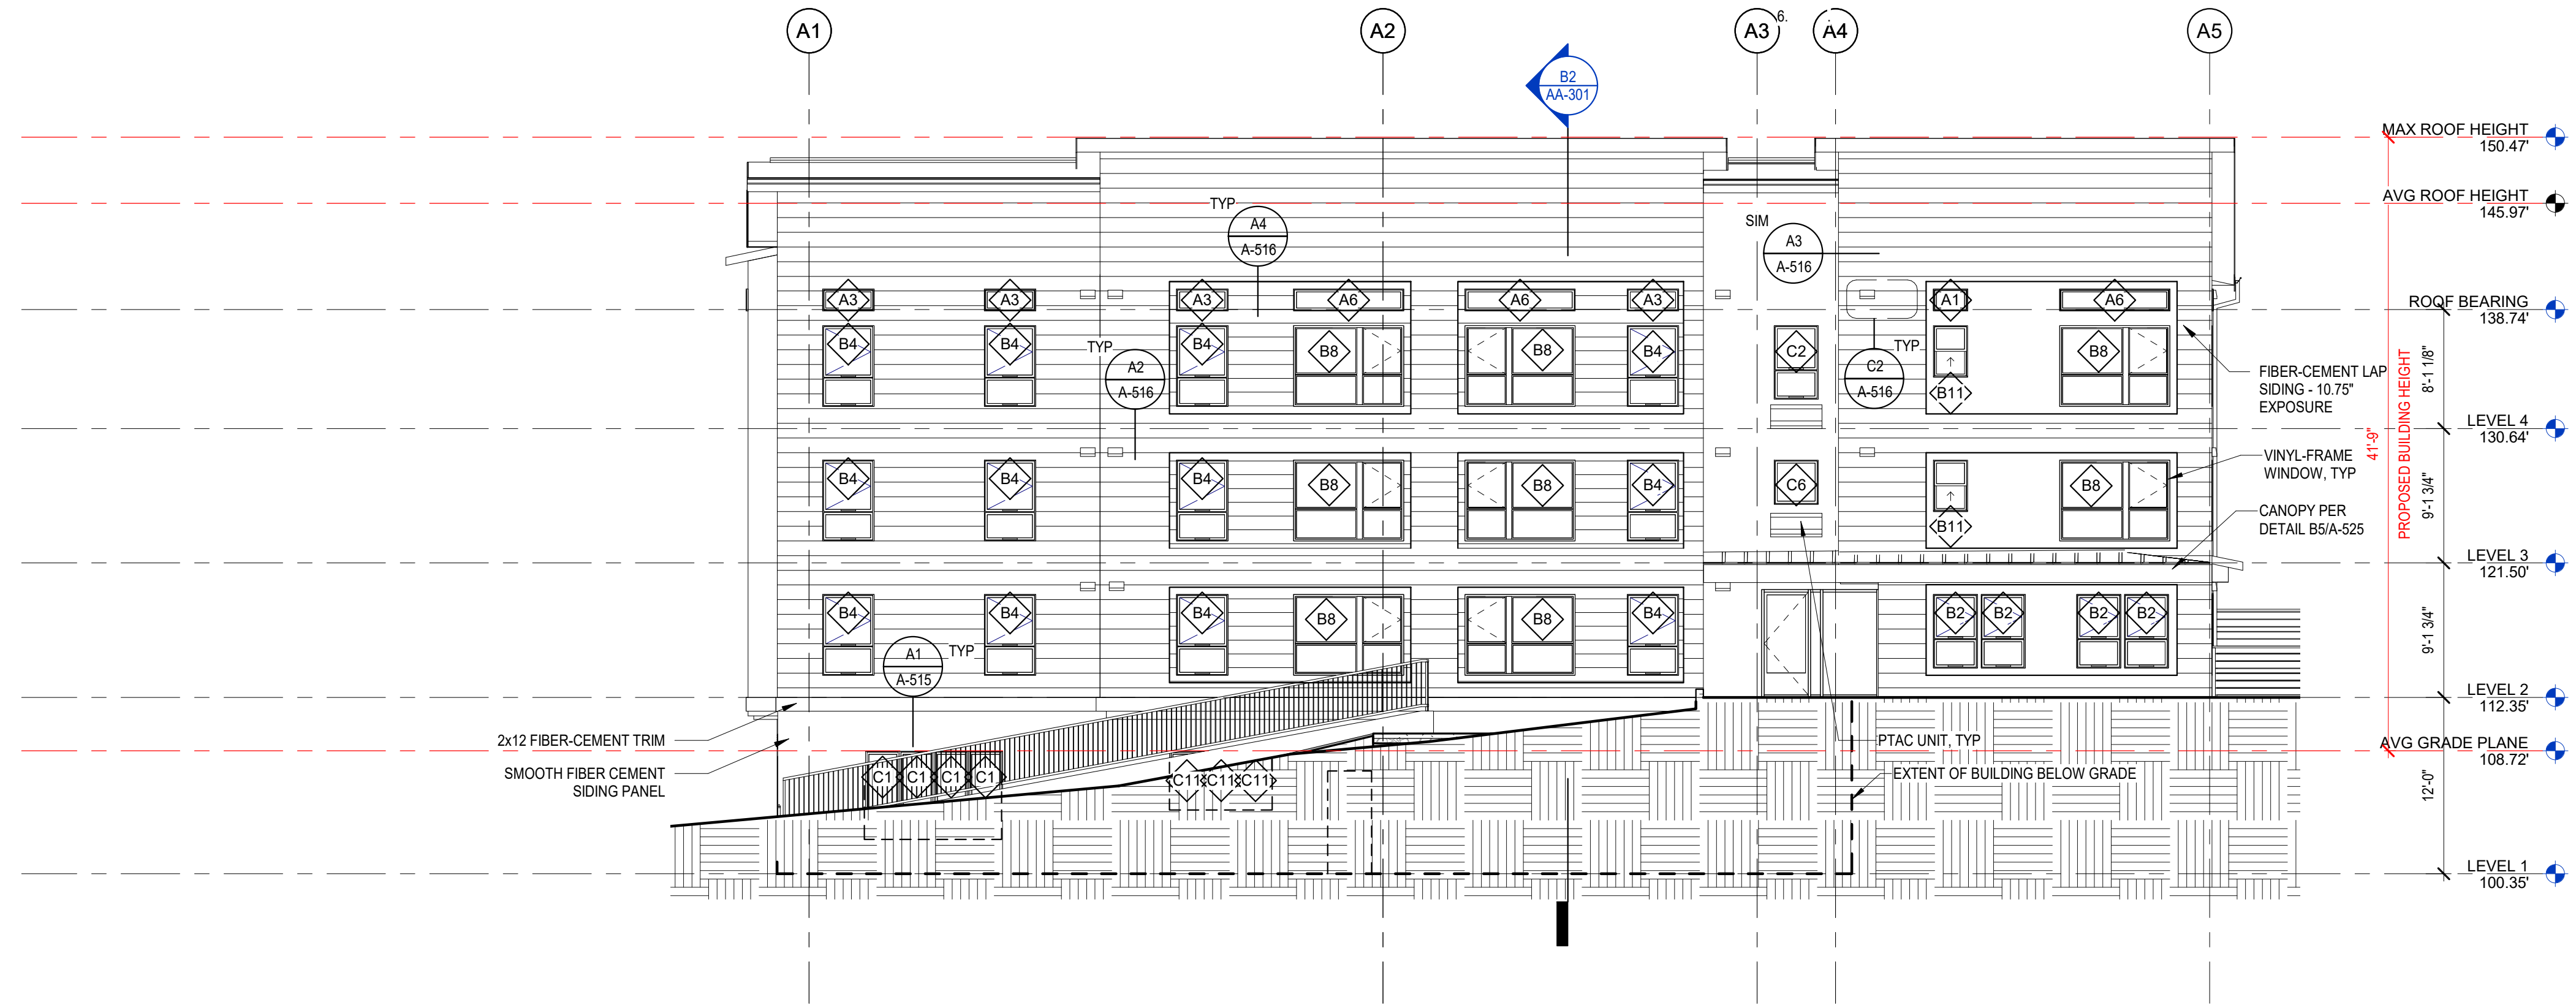 A1
A2
A3
6.
A4
A5
B2
AA-301
MAX ROOF HEIGHT
150.47'
AVG ROOF HEIGHT
145.97'
TYP
A4
A-516
SIM
A3
A-516
A3
A3
A3
A6
A6
A3
A1
A6
ROOF BEARING
138.74'
B4
B4
B4
B8
B8
B4
C2
B8
B11
TYP
A2
A-516
TYP
C2
A-516
FIBER-CEMENT LAP
SIDING - 10.75"
EXPOSURE
8'-1 1/8"
PROPOSED BUILDING HEIGHT
41'-9"
LEVEL 4
130.64'
B4
B4
B4
B8
B8
B4
C6
B8
B11
VINYL-FRAME
WINDOW, TYP
9'-1 3/4"
CANOPY PER
DETAIL B5/A-525
LEVEL 3
121.50'
B4
B4
B4
B8
B8
B4
B2
B2
B2
B2
9'-1 3/4"
A1
A-515
TYP
LEVEL 2
112.35'
2x12 FIBER-CEMENT TRIM
SMOOTH FIBER CEMENT
SIDING PANEL
C1
C1
C1
C1
C11
C11
C11
PTAC UNIT, TYP
EXTENT OF BUILDING BELOW GRADE
AVG GRADE PLANE
108.72'
12'-0"
LEVEL 1
100.35'